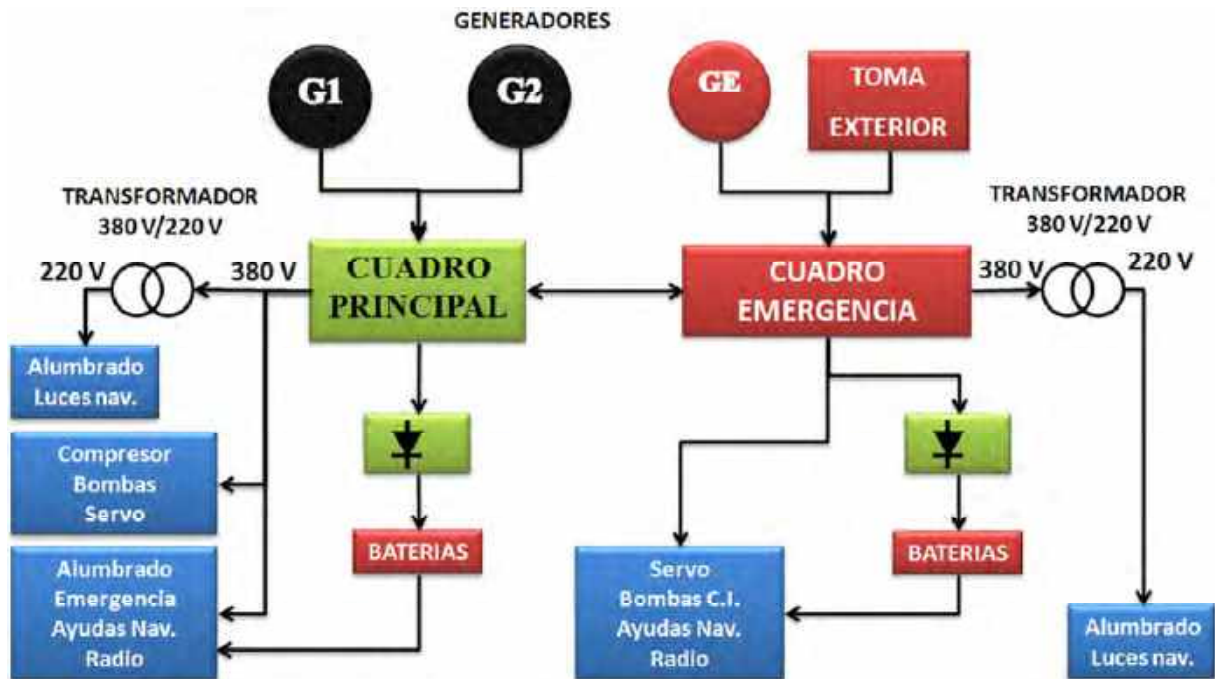 GENERADORES
G1
G2
GE
TOMA
EXTERIOR
TRANSFORMADOR
380 V/220 V
TRANSFORMADOR
380 V/220 V
220 V
380 V
CUADRO
PRINCIPAL
CUADRO
EMERGENCIA
380 V
220 V
Alumbrado
Luces nav.
Compresor
Bombas
Servo
BATERIAS
BATERIAS
Alumbrado
Emergencia
Ayudas Nav.
Radio
Servo
Bombas C.I.
Ayudas Nav.
Radio
Alumbrado
Luces nav.